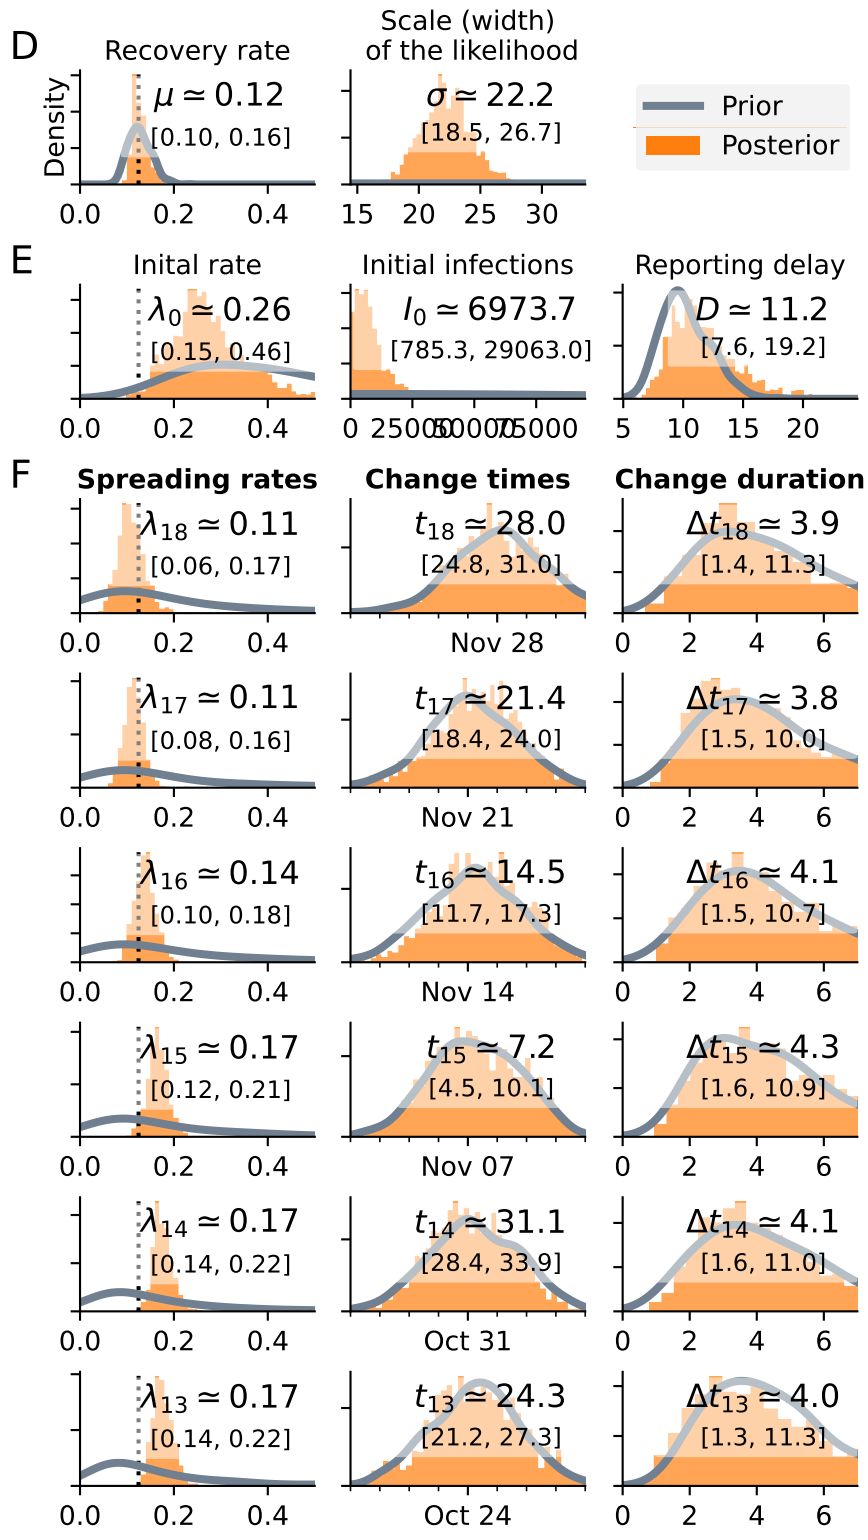 D
Recovery rate
Scale (width)
of the likelihood
Density
μ ≃ 0.12
[0.10, 0.16]
0.0 0.2 0.4
σ ≃ 22.2
[18.5, 26.7]
15 20 25 30
Prior
Posterior
E
Inital rate
λ0 ≃ 0.26
[0.15, 0.46]
0.0 0.2 0.4
Initial infections
I0 ≃ 6973.7
[785.3, 29063.0]
0 25000 50000 75000
Reporting delay
D ≃ 11.2
[7.6, 19.2]
5 10 15 20
F
Spreading rates Change times Change duration
λ18 ≃ 0.11
[0.06, 0.17]
0.0 0.2 0.4
t18 ≃ 28.0
[24.8, 31.0]
Nov 28
Δt18 ≃ 3.9
[1.4, 11.3]
0 2 4 6
λ17 ≃ 0.11
[0.08, 0.16]
0.0 0.2 0.4
t17 ≃ 21.4
[18.4, 24.0]
Nov 21
Δt17 ≃ 3.8
[1.5, 10.0]
0 2 4 6
λ16 ≃ 0.14
[0.10, 0.18]
0.0 0.2 0.4
t16 ≃ 14.5
[11.7, 17.3]
Nov 14
Δt16 ≃ 4.1
[1.5, 10.7]
0 2 4 6
λ15 ≃ 0.17
[0.12, 0.21]
0.0 0.2 0.4
t15 ≃ 7.2
[4.5, 10.1]
Nov 07
Δt15 ≃ 4.3
[1.6, 10.9]
0 2 4 6
λ14 ≃ 0.17
[0.14, 0.22]
0.0 0.2 0.4
t14 ≃ 31.1
[28.4, 33.9]
Oct 31
Δt14 ≃ 4.1
[1.6, 11.0]
0 2 4 6
λ13 ≃ 0.17
[0.14, 0.22]
0.0 0.2 0.4
t13 ≃ 24.3
[21.2, 27.3]
Oct 24
Δt13 ≃ 4.0
[1.3, 11.3]
0 2 4 6